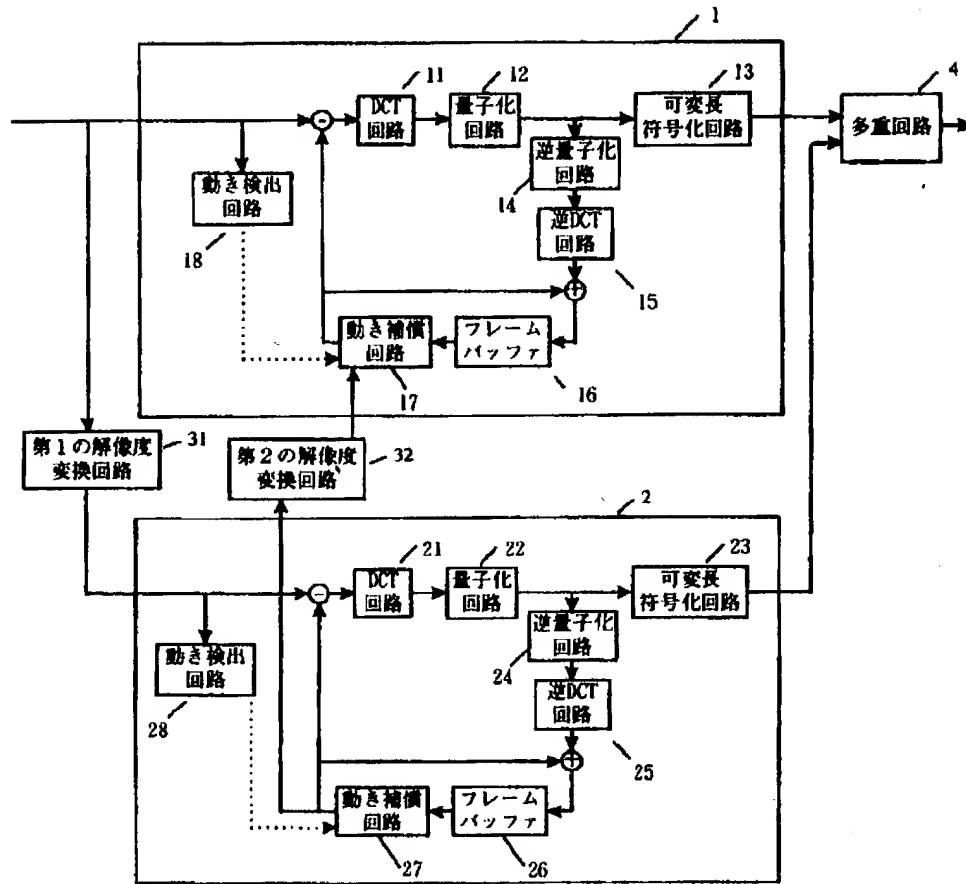 1
11
12
13
4
DCT
回路
量子化
回路
可変長
符号化回路
多重回路
動き検出
回路
18
逆量子化
回路
14
逆DCT
回路
15
動き補償
回路
17
フレーム
バッファ
16
第1の解像度
変換回路
31
第2の解像度
変換回路
32
2
21
22
23
DCT
回路
量子化
回路
可変長
符号化回路
動き検出
回路
28
逆量子化
回路
24
逆DCT
回路
25
動き補償
回路
27
フレーム
バッファ
26